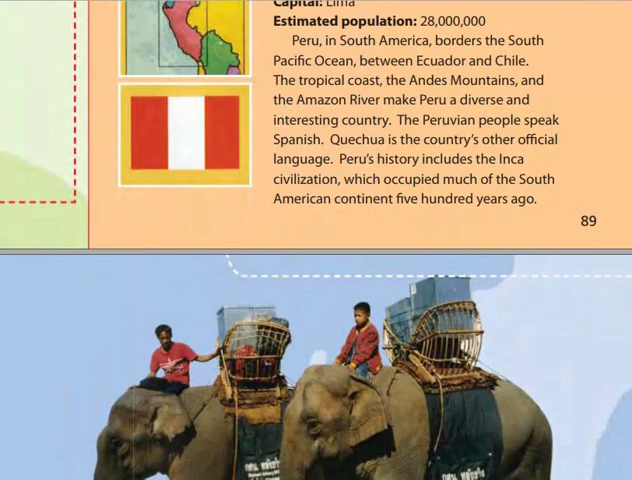 Capital: Lima
Estimated population: 28,000,000
Peru, in South America, borders the South
Pacific Ocean, between Ecuador and Chile.
The tropical coast, the Andes Mountains, and
the Amazon River make Peru a diverse and
interesting country. The Peruvian people speak
Spanish. Quechua is the country's other official
language. Peru's history includes the Inca
civilization, which occupied much of the South
American continent five hundred years ago.
89